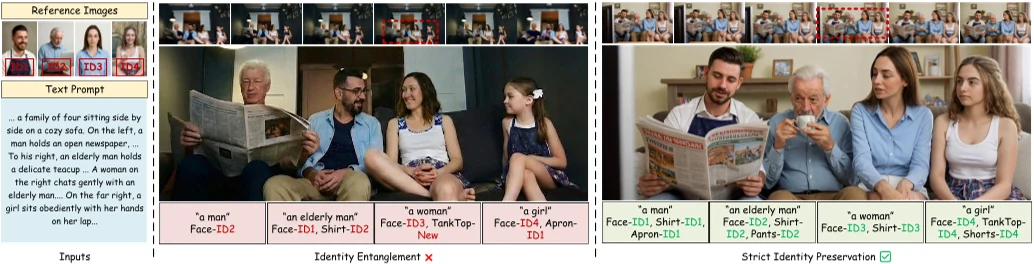 Reference Images
ID1 ID2 ID3 ID4
Text Prompt
... a family of four sitting side by
side on a cozy sofa. On the left, a
man holds an open newspaper, ...
To his right, an elderly man holds
a delicate teacup ... A woman on
the right chats gently with an
elderly man.... On the far right, a
girl sits obediently with her hands
on her lap...
Inputs
"a man"
Face-ID2
"an elderly man"
Face-ID1, Shirt-ID2
"a woman"
Face-ID3, TankTop-
New
"a girl"
Face-ID4, Apron-
ID1
Identity Entanglement ×
"a man"
Face-ID1, Shirt-ID1,
Apron-ID1
"an elderly man"
Face-ID2, Shirt-
ID2, Pants-ID2
"a woman"
Face-ID3, Shirt-ID3
"a girl"
Face-ID4, TankTop-
ID4, Shorts-ID4
Strict Identity Preservation ✓